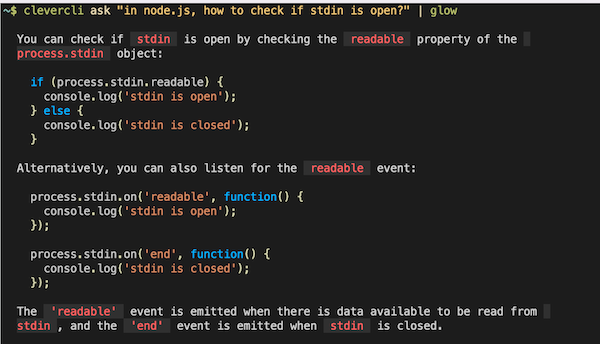 ~$ clevercli ask "in node.js, how to check if stdin is open?" | glow
You can check if stdin is open by checking the readable property of the
process.stdin object:
if (process.stdin.readable) {
console.log('stdin is open');
} else {
console.log('stdin is closed');
}
Alternatively, you can also listen for the readable event:
process.stdin.on('readable', function() {
console.log('stdin is open');
});
process.stdin.on('end', function() {
console.log('stdin is closed');
});
The 'readable' event is emitted when there is data available to be read from
stdin , and the 'end' event is emitted when stdin is closed.